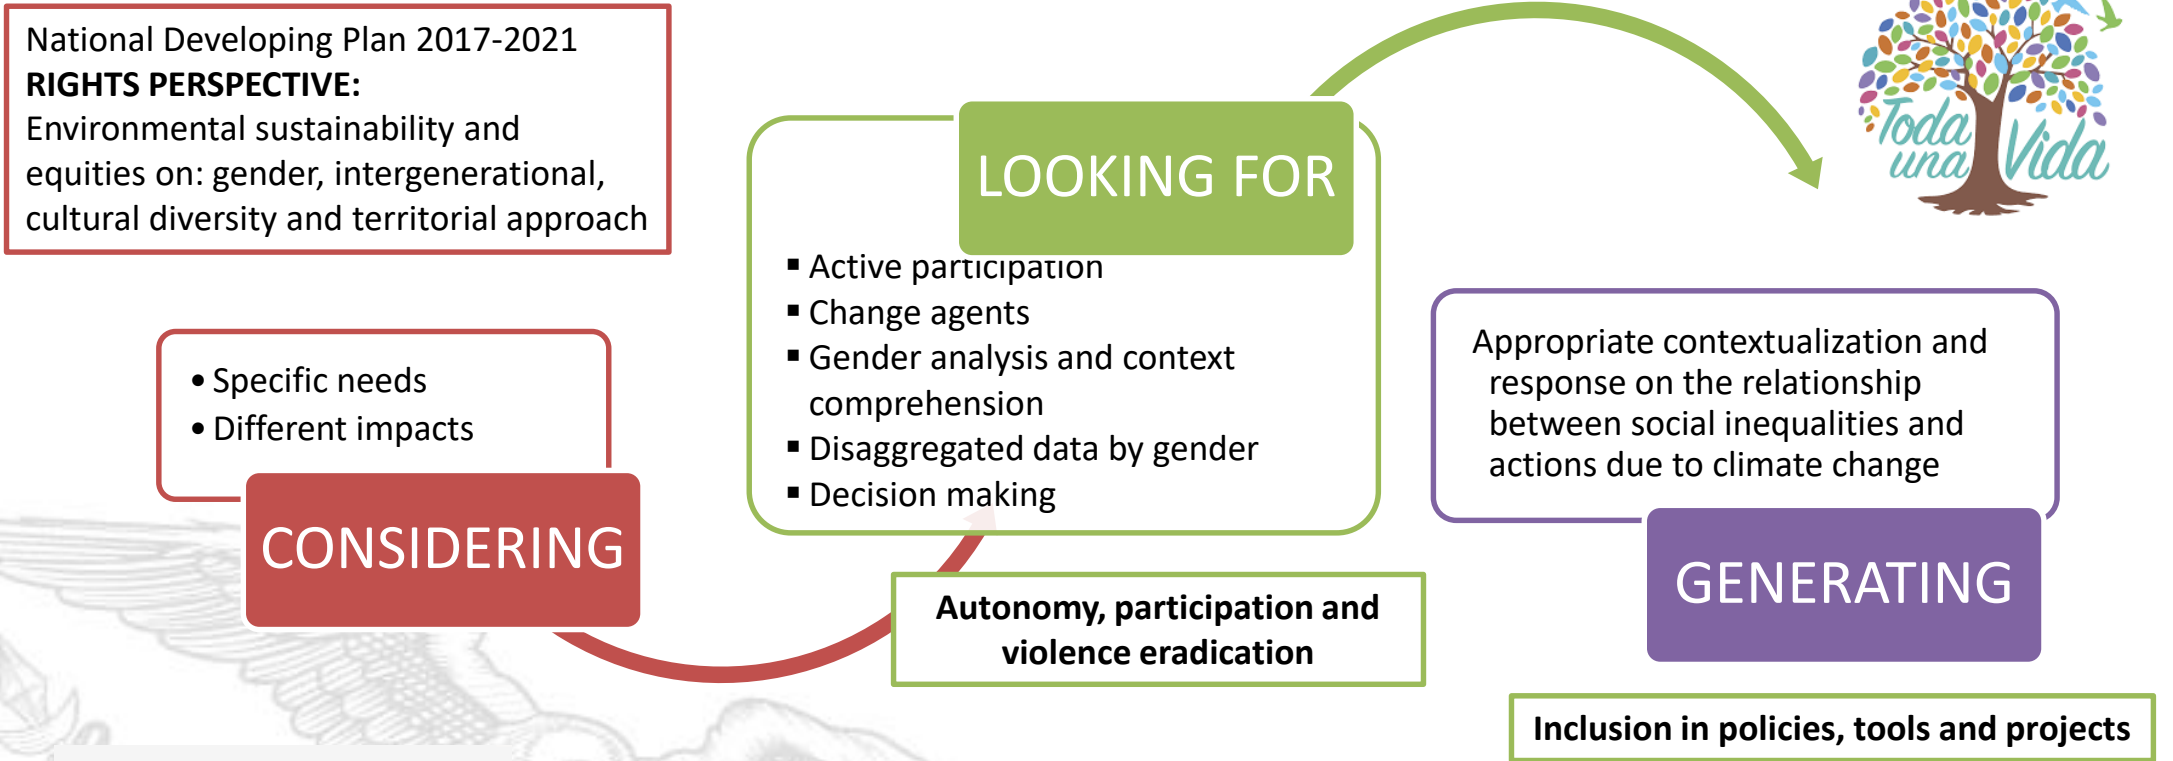 National Developing Plan 2017-2021
RIGHTS PERSPECTIVE:
Environmental sustainability and
equities on: gender, intergenerational,
cultural diversity and territorial approach
• Specific needs
• Different impacts
CONSIDERING
LOOKING FOR
▪ Active participation
▪ Change agents
▪ Gender analysis and context
comprehension
▪ Disaggregated data by gender
▪ Decision making
Autonomy, participation and
violence eradication
Toda
una Vida
Appropriate contextualization and
response on the relationship
between social inequalities and
actions due to climate change
GENERATING
Inclusion in policies, tools and projects